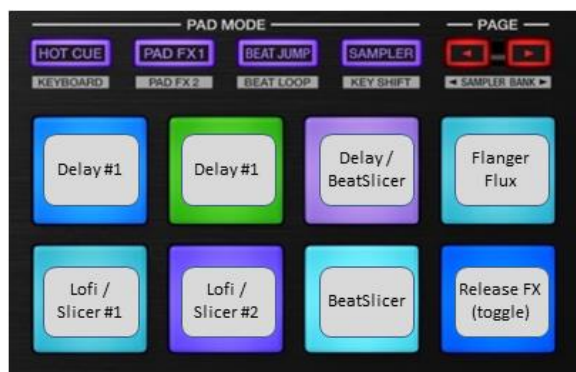 PAD MODE PAGE
HOT CUE PAD FX1 BEAT JUMP SAMPLER
KEYBOARD PAD FX 2 BEAT LOOP KEY SHIFT ◄ SAMPLER BANK ►
Delay #1 Delay #1 Delay / Flanger
BeatSlicer Flux
Lofi / Lofi / BeatSlicer Release FX
Slicer #1 Slicer #2 (toggle)